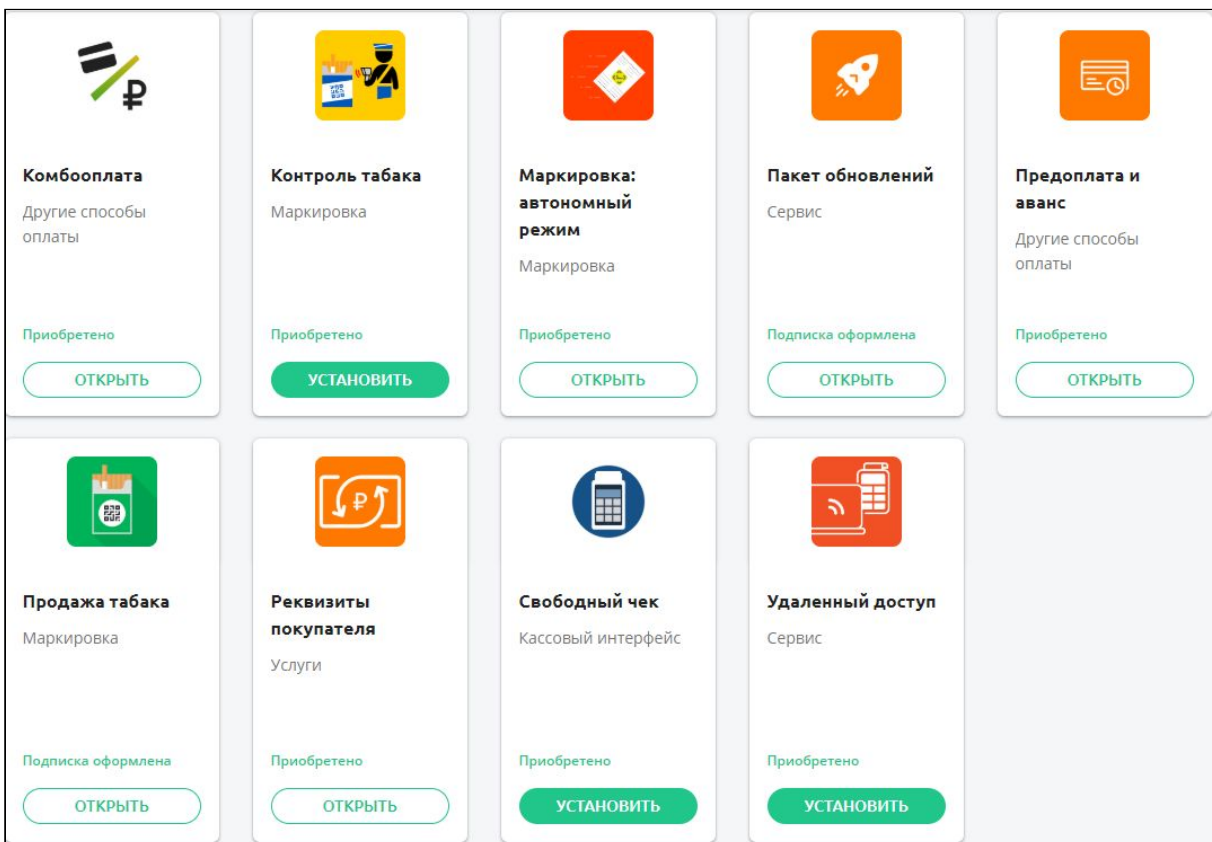 Комбооплата
Другие способы
оплаты
Приобретено
ОТКРЫТЬ
Контроль табака
Маркировка
Приобретено
УСТАНОВИТЬ
Маркировка:
автономный
режим
Маркировка
Приобретено
ОТКРЫТЬ
Пакет обновлений
Сервис
Подписка оформлена
ОТКРЫТЬ
Предоплата и
аванс
Другие способы
оплаты
Приобретено
ОТКРЫТЬ
Продажа табака
Маркировка
Подписка оформлена
ОТКРЫТЬ
Реквизиты
покупателя
Услуги
Приобретено
ОТКРЫТЬ
Свободный чек
Кассовый интерфейс
Приобретено
УСТАНОВИТЬ
Удаленный доступ
Сервис
Приобретено
УСТАНОВИТЬ